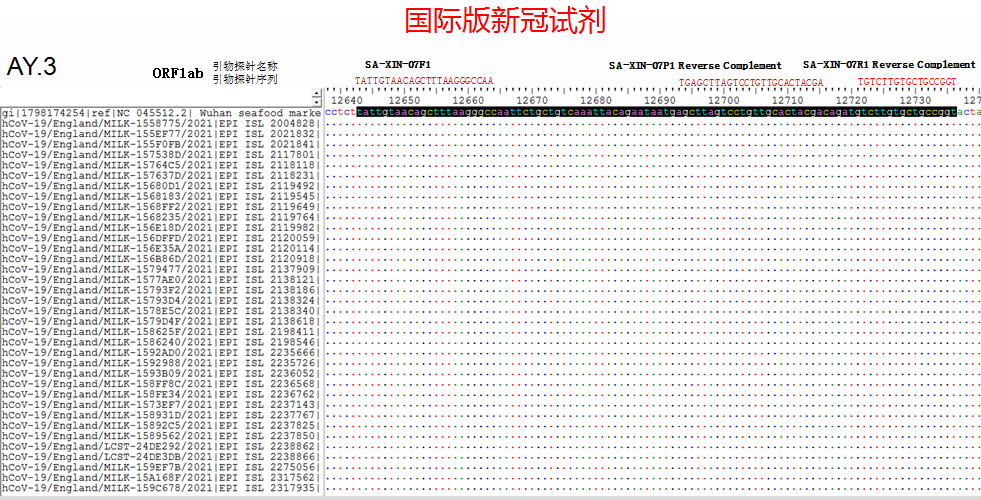 国际版新冠试剂
AY.3
ORF1ab
引物探针名称
引物探针序列
SA-XIN-07F1
SA-XIN-07P1 Reverse Complement
SA-XIN-07R1 Reverse Complement
TATTGTAACAGCTTTAAGGGCCAA
TGAGCTTAGTCCTGTTGCACTACGA
TGTCTTGTGCTGCCGGT
12640 12650 12660 12670 12680 12690 12700 12710 12720 12730 127
gi|1798174254|ref|NC 045512.2| Wuhan seafood marke cctcttattgtaacagctttaagggccaattctgctgtcaaattacagaataatgagcttagtcctgttgcactacgacagatgtcttgtgctgccggtacta
hCoV-19/England/MILK-1558775/2021|EPI ISL 2004828|
hCoV-19/England/MILK-155EF77/2021|EPI ISL 2021832|
hCoV-19/England/MILK-155F0FB/2021|EPI ISL 2021841|
hCoV-19/England/MILK-157538D/2021|EPI ISL 2117801|
hCoV-19/England/MILK-15764C5/2021|EPI ISL 2118118|
hCoV-19/England/MILK-157637D/2021|EPI ISL 2118231|
hCoV-19/England/MILK-15680D1/2021|EPI ISL 2119492|
hCoV-19/England/MILK-1568183/2021|EPI ISL 2119545|
hCoV-19/England/MILK-1568FF2/2021|EPI ISL 2119649|
hCoV-19/England/MILK-1568235/2021|EPI ISL 2119764|
hCoV-19/England/MILK-156E18D/2021|EPI ISL 2119982|
hCoV-19/England/MILK-156DFFD/2021|EPI ISL 2120059|
hCoV-19/England/MILK-156E35A/2021|EPI ISL 2120114|
hCoV-19/England/MILK-156B86D/2021|EPI ISL 2120918|
hCoV-19/England/MILK-1579477/2021|EPI ISL 2137909|
hCoV-19/England/MILK-1577AE0/2021|EPI ISL 2138121|
hCoV-19/England/MILK-15793F2/2021|EPI ISL 2138186|
hCoV-19/England/MILK-15793D4/2021|EPI ISL 2138324|
hCoV-19/England/MILK-1578E5C/2021|EPI ISL 2138340|
hCoV-19/England/MILK-1579D4F/2021|EPI ISL 2138618|
hCoV-19/England/MILK-158625F/2021|EPI ISL 2198411|
hCoV-19/England/MILK-1586240/2021|EPI ISL 2198546|
hCoV-19/England/MILK-1592AD0/2021|EPI ISL 2235666|
hCoV-19/England/MILK-1592988/2021|EPI ISL 2235726|
hCoV-19/England/MILK-1593B09/2021|EPI ISL 2236052|
hCoV-19/England/MILK-158FF8C/2021|EPI ISL 2236568|
hCoV-19/England/MILK-158FE34/2021|EPI ISL 2236762|
hCoV-19/England/MILK-1573EF7/2021|EPI ISL 2237143|
hCoV-19/England/MILK-158931D/2021|EPI ISL 2237767|
hCoV-19/England/MILK-15892C5/2021|EPI ISL 2237825|
hCoV-19/England/MILK-1589562/2021|EPI ISL 2237850|
hCoV-19/England/LCST-24DE292/2021|EPI ISL 2238862|
hCoV-19/England/LCST-24DE3DB/2021|EPI ISL 2238866|
hCoV-19/England/MILK-159EF7B/2021|EPI ISL 2275056|
hCoV-19/England/MILK-15A168F/2021|EPI ISL 2317562|
hCoV-19/England/MILK-159C678/2021|EPI ISL 2317935|